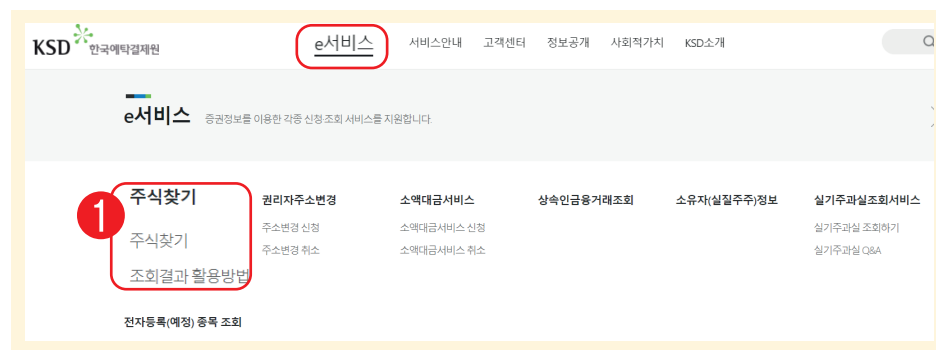 KSD 한국예탁결제원
e서비스 서비스안내 고객센터 정보공개 사회적가치 KSD소개
e서비스 증권정보를 이용한 각종 신청·조회 서비스를 지원합니다.
1
주식찾기 권리자주소변경 소액대금서비스 상속인금융거래조회 소유자(실질주주)정보 실기주과실조회서비스
주식찾기 주소변경 신청 소액대금서비스 신청 실기주과실 조회하기
조회결과 활용방법 주소변경 취소 소액대금서비스 취소 실기주과실 Q&A
전자등록(예정) 종목 조회